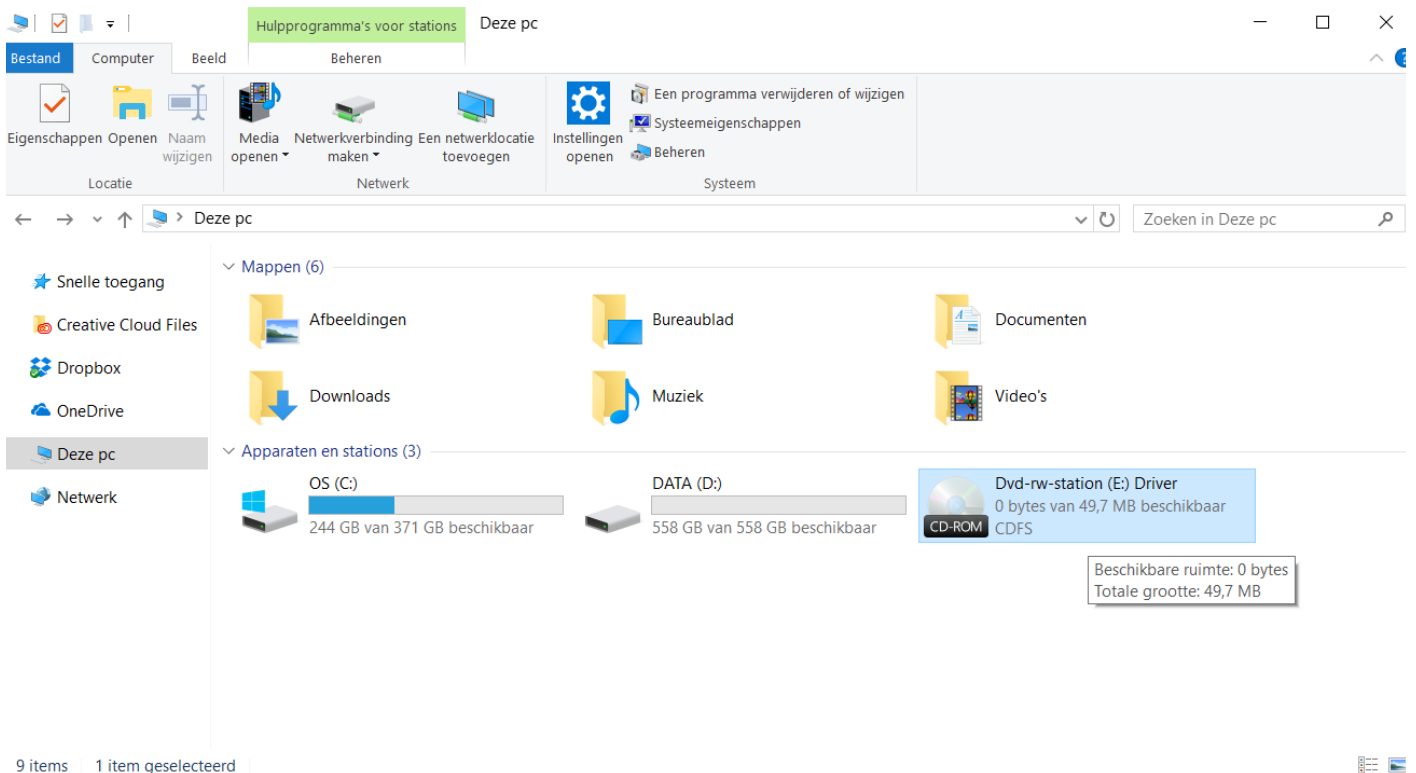 Hulpprogramma's voor stations Deze pc
Bestand Computer Beeld Beheren
Eigenschappen Openen Naam wijzigen
Media openen Netwerkverbinding maken Een netwerklocatie toevoegen
Instellingen openen
Een programma verwijderen of wijzigen
Systeemeigenschappen
Beheren
Locatie Netwerk Systeem
Deze pc Zoeken in Deze pc
Snelle toegang
Creative Cloud Files
Dropbox
OneDrive
Deze pc
Netwerk
Mappen (6)
Afbeeldingen Bureaublad Documenten
Downloads Muziek Video's
Apparaten en stations (3)
OS (C:)
244 GB van 371 GB beschikbaar
DATA (D:)
558 GB van 558 GB beschikbaar
CD-ROM
Dvd-rw-station (E:) Driver
0 bytes van 49,7 MB beschikbaar
CDFS
Beschikbare ruimte: 0 bytes
Totale grootte: 49,7 MB
9 items 1 item geselecteerd